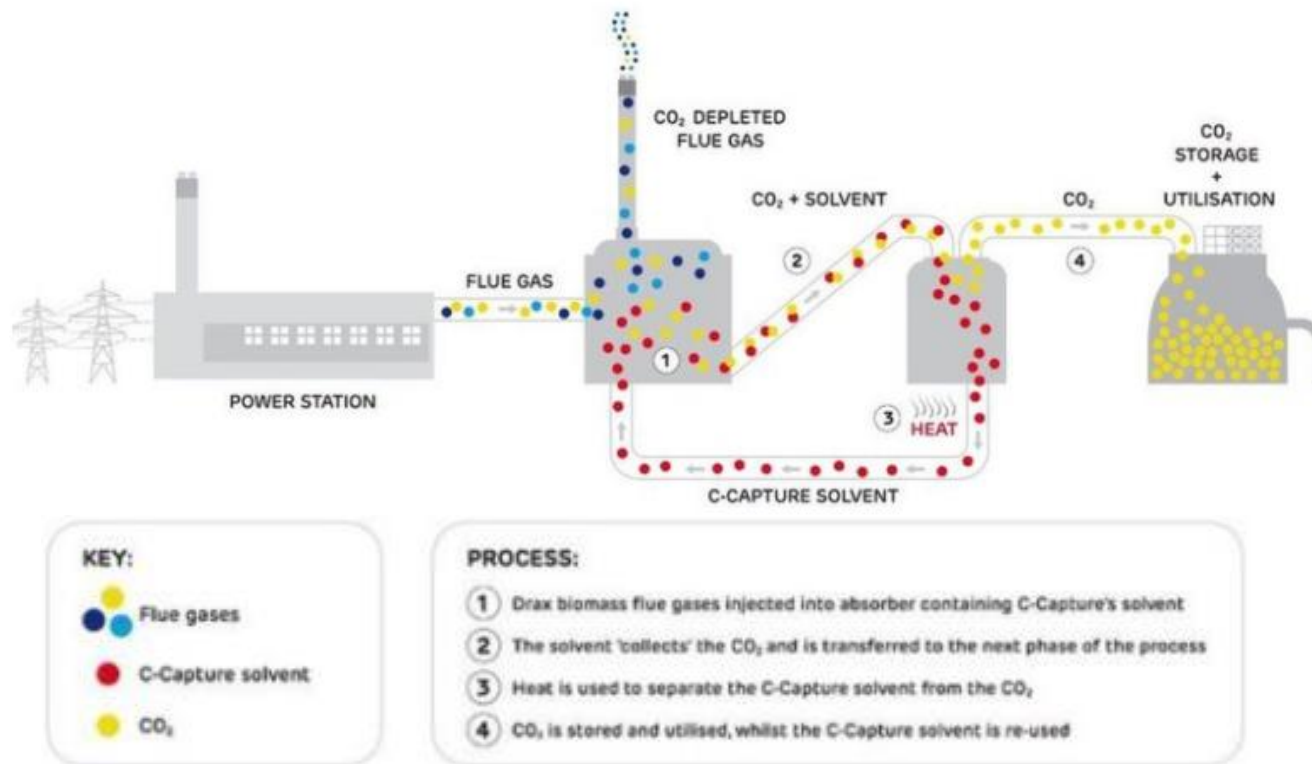 CO₂ DEPLETED
FLUE GAS
CO₂
STORAGE
+
UTILISATION
CO₂ + SOLVENT
CO₂
2
4
FLUE GAS
1
POWER STATION
3
HEAT
C-CAPTURE SOLVENT
KEY:
Flue gases
C-Capture solvent
CO₂
PROCESS:
1 Drax biomass flue gases injected into absorber containing C-Capture's solvent
2 The solvent 'collects' the CO₂ and is transferred to the next phase of the process
3 Heat is used to separate the C-Capture solvent from the CO₂
4 CO₂ is stored and utilised, whilst the C-Capture solvent is re-used